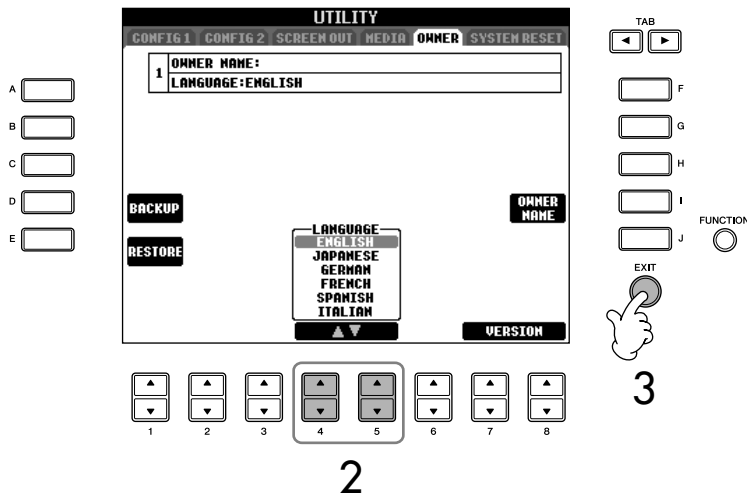 UTILITY
CONFIG 1 CONFIG 2 SCREEN OUT MEDIA OWNER SYSTEM RESET
TAB
1
OWNER NAME:
LANGUAGE:ENGLISH
A
B
C
D
E
F
G
H
I
J
BACKUP
RESTORE
OWNER
NAME
LANGUAGE
ENGLISH
JAPANESE
GERMAN
FRENCH
SPANISH
ITALIAN
VERSION
FUNCTION
EXIT
3
1 2 3 4 5 6 7 8
2